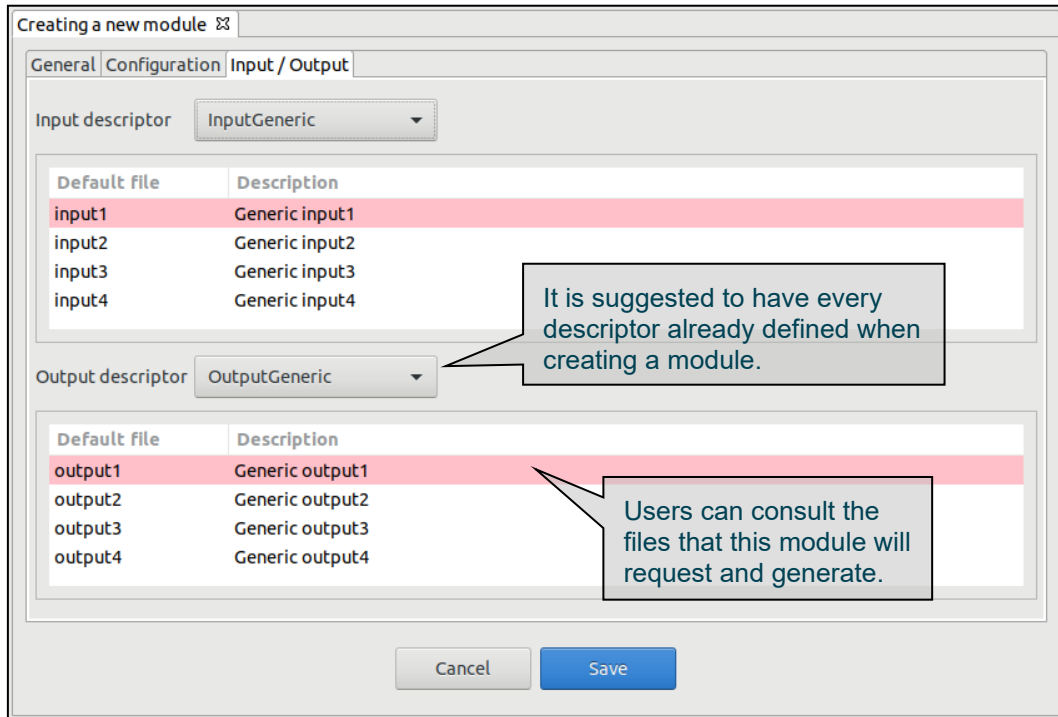 Creating a new module
General Configuration Input / Output
Input descriptor InputGeneric
Default file Description
input1 Generic input1
input2 Generic input2
input3 Generic input3
input4 Generic input4
It is suggested to have every
descriptor already defined when
creating a module.
Output descriptor OutputGeneric
Default file Description
output1 Generic output1
output2 Generic output2
output3 Generic output3
output4 Generic output4
Users can consult the
files that this module will
request and generate.
Cancel Save